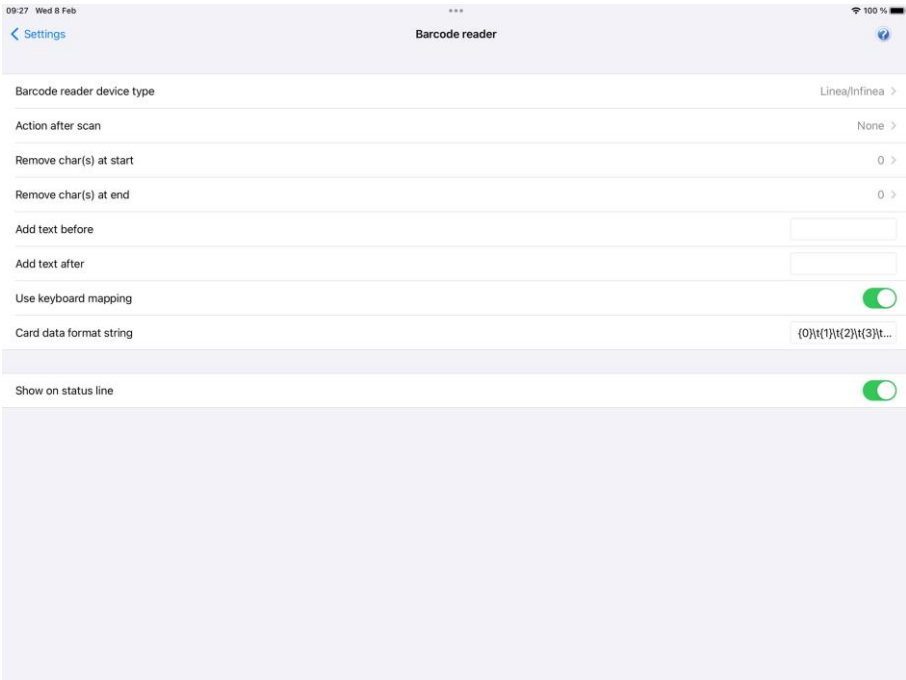 09:27 Wed 8 Feb 100 %
Settings Barcode reader
Barcode reader device type Linea/Infinea
Action after scan None
Remove char(s) at start 0
Remove char(s) at end 0
Add text before
Add text after
Use keyboard mapping
Card data format string {0}\t{1}\t{2}\t{3}\t...
Show on status line